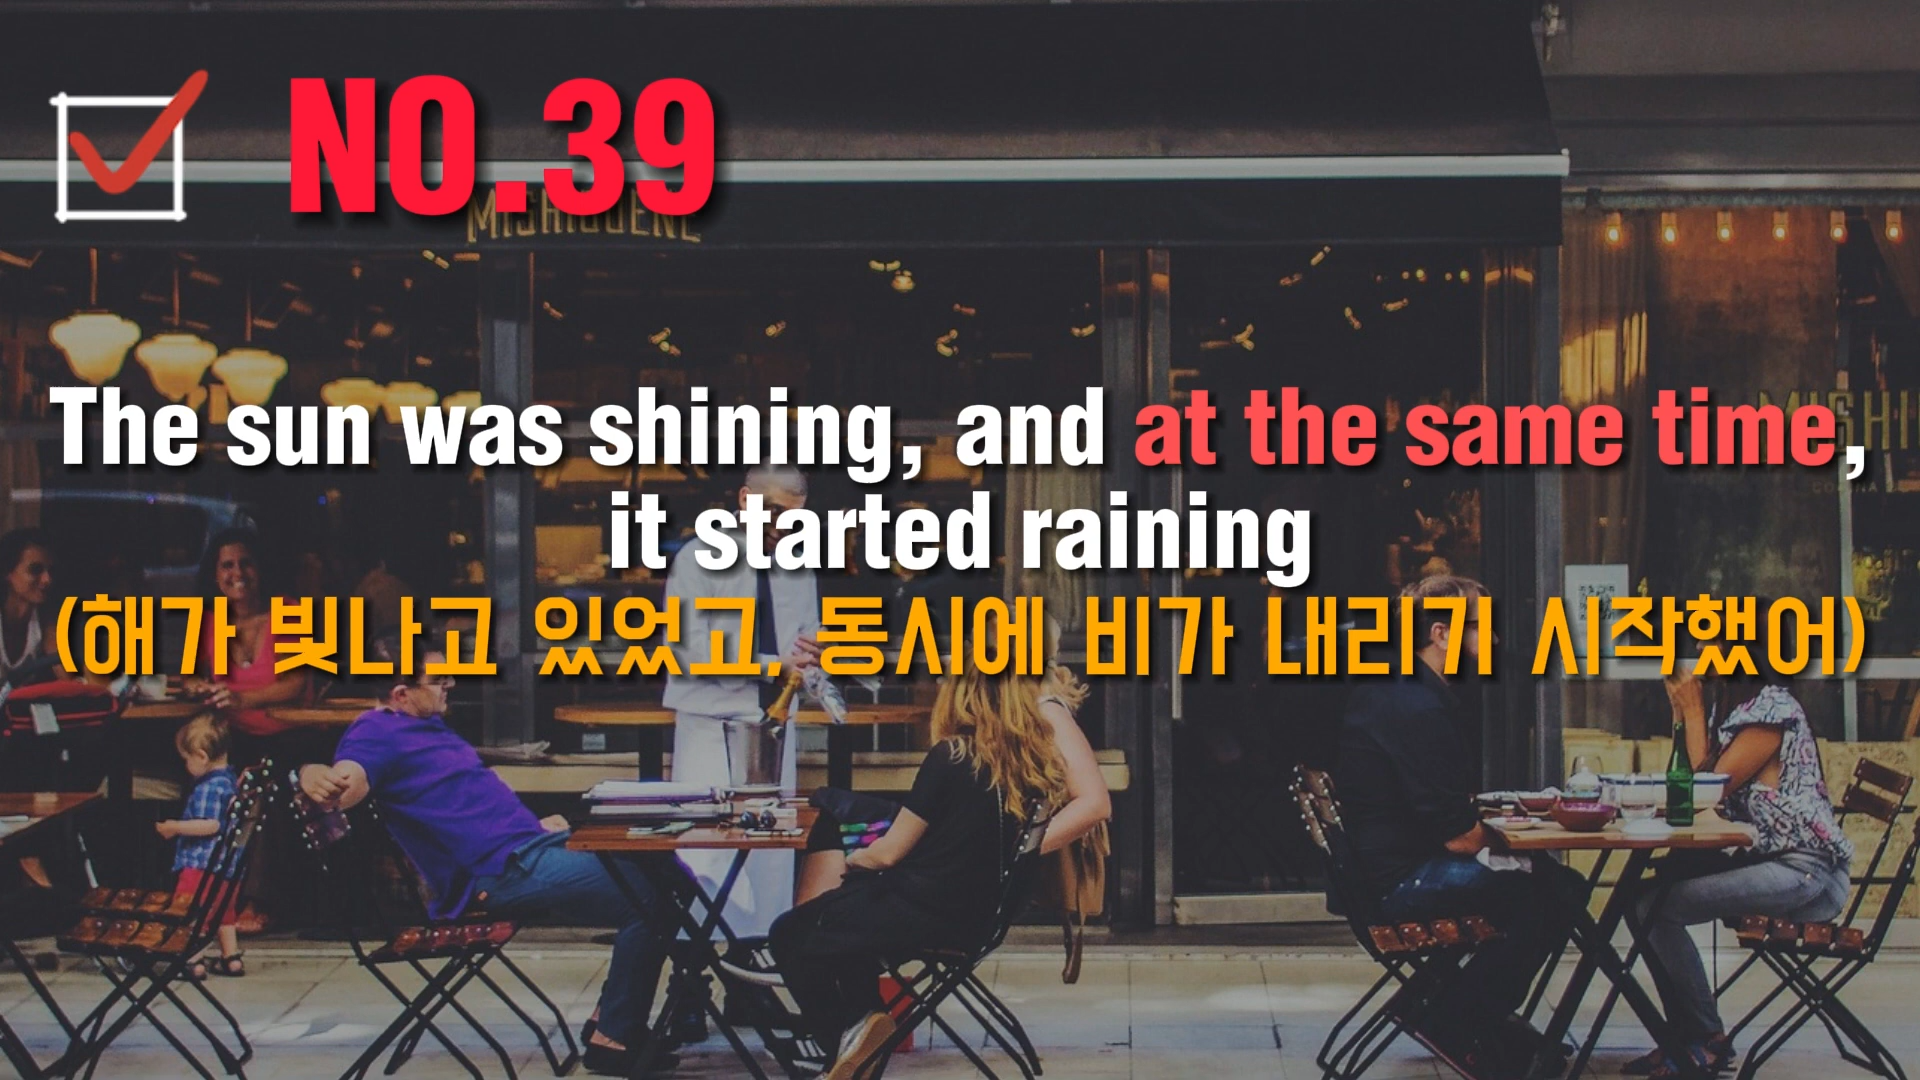 NO.39
The sun was shining, and at the same time,
it started raining
(해가 빛나고 있었고, 동시에 비가 내리기 시작했어)